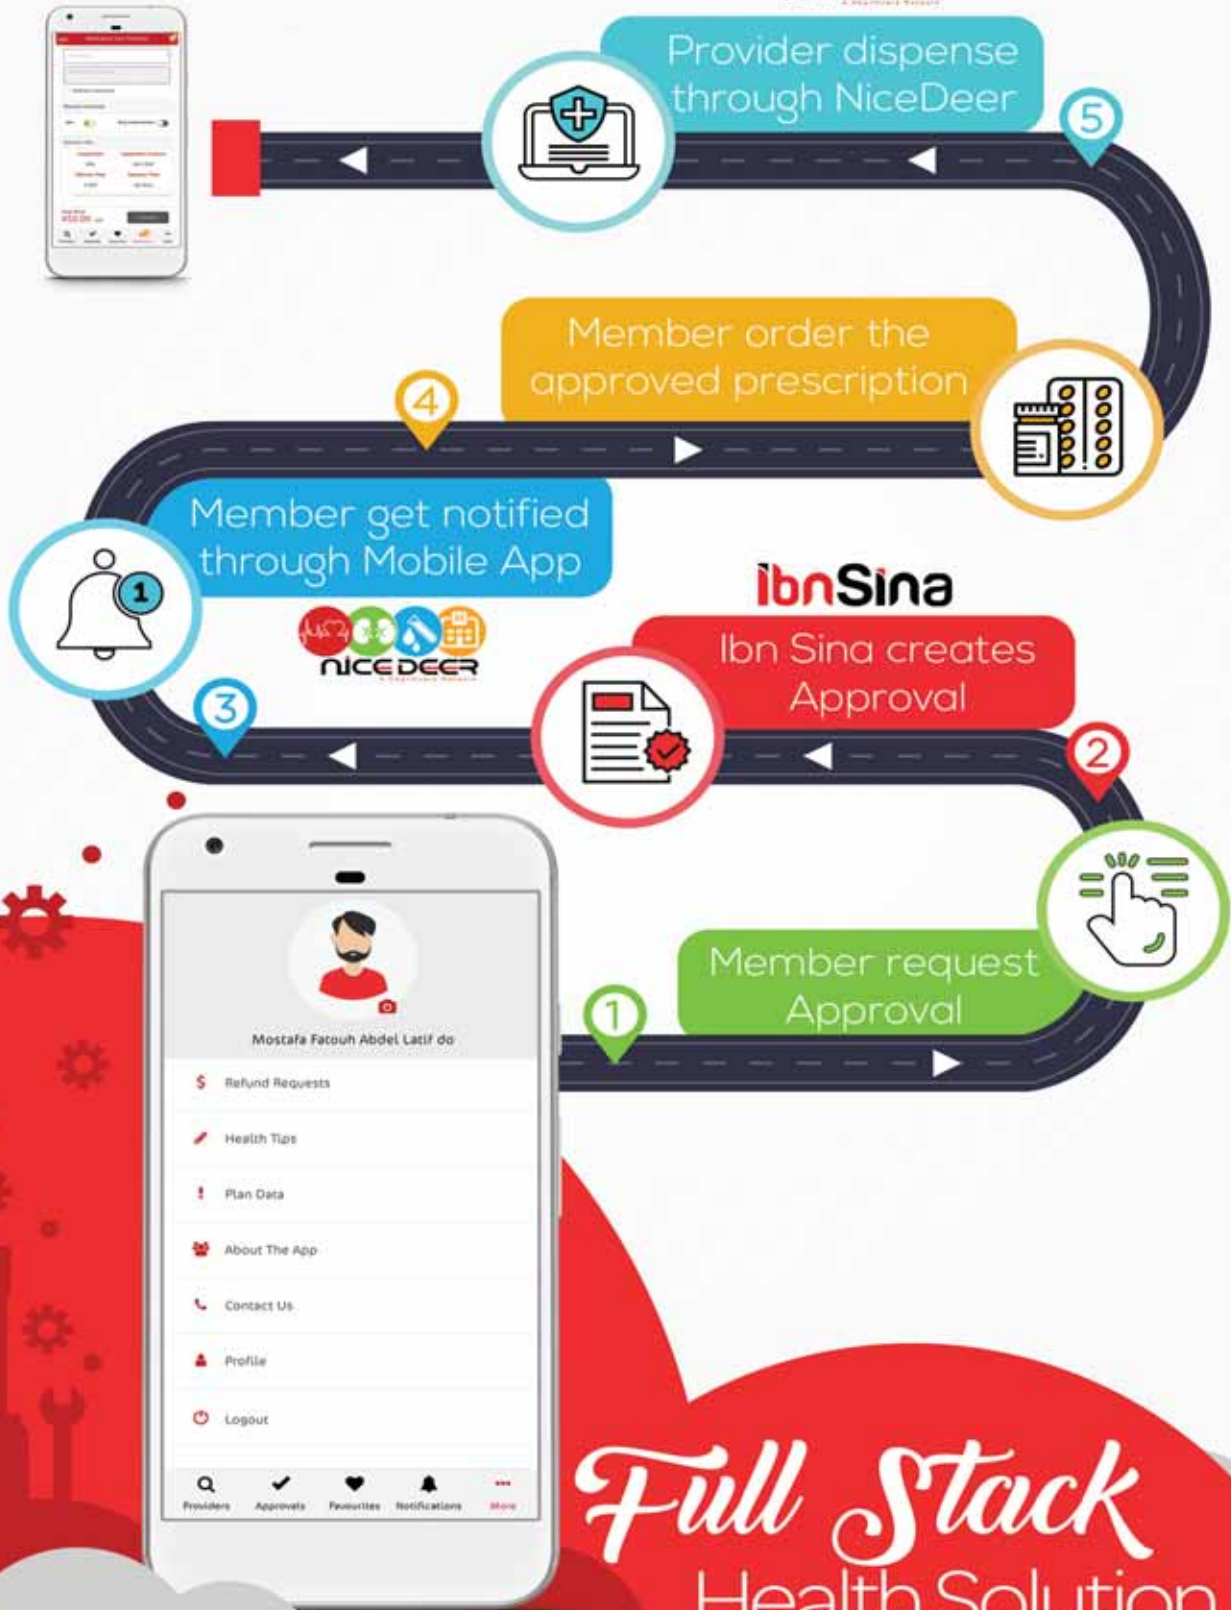 Provider dispense
through NiceDeer
5
Member order the
approved prescription
4
Member get notified
through Mobile App
1
IbnSina
NICE DEER
Ibn Sina creates
Approval
3
2
Member request
Approval
1
Mostafa Fatouh Abdel Latif do
Refund Requests
Health Tips
Plan Data
About The App
Contact Us
Profile
Logout
Providers Approvals Favourites Notifications More
Full Stack
Health Solution